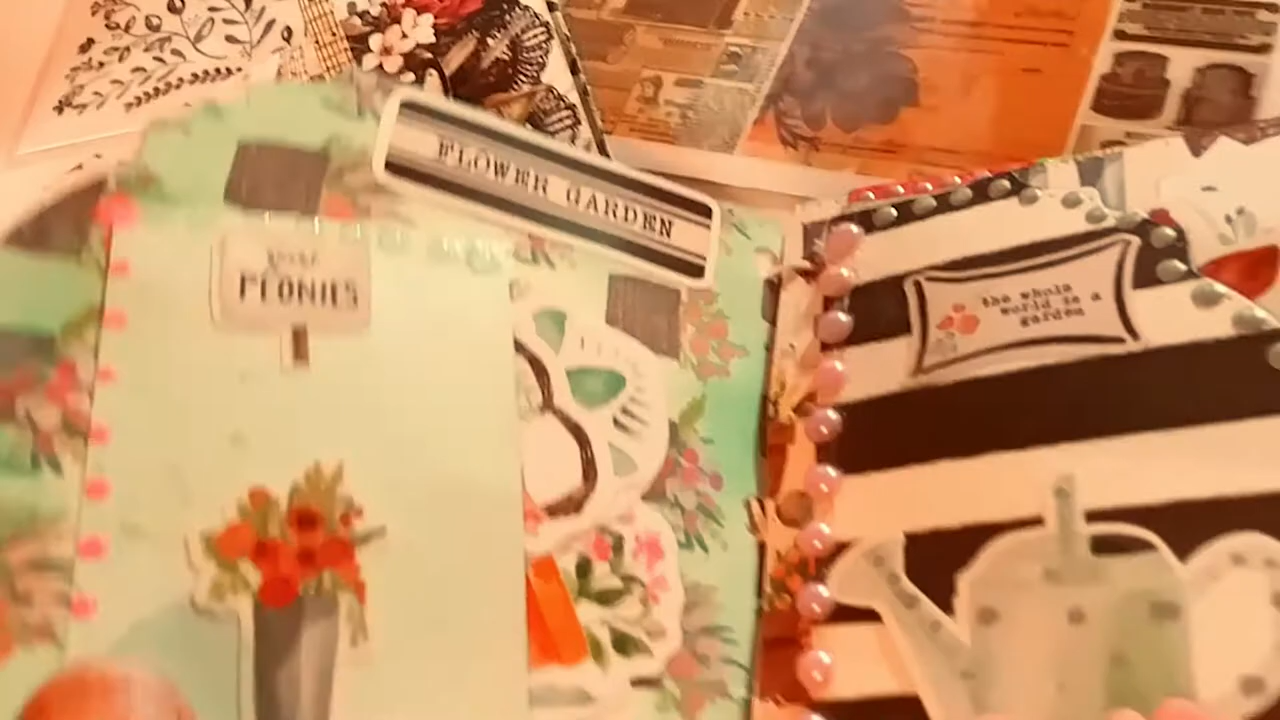 FLOWER GARDEN
PEONIES
the whole
world is a
garden